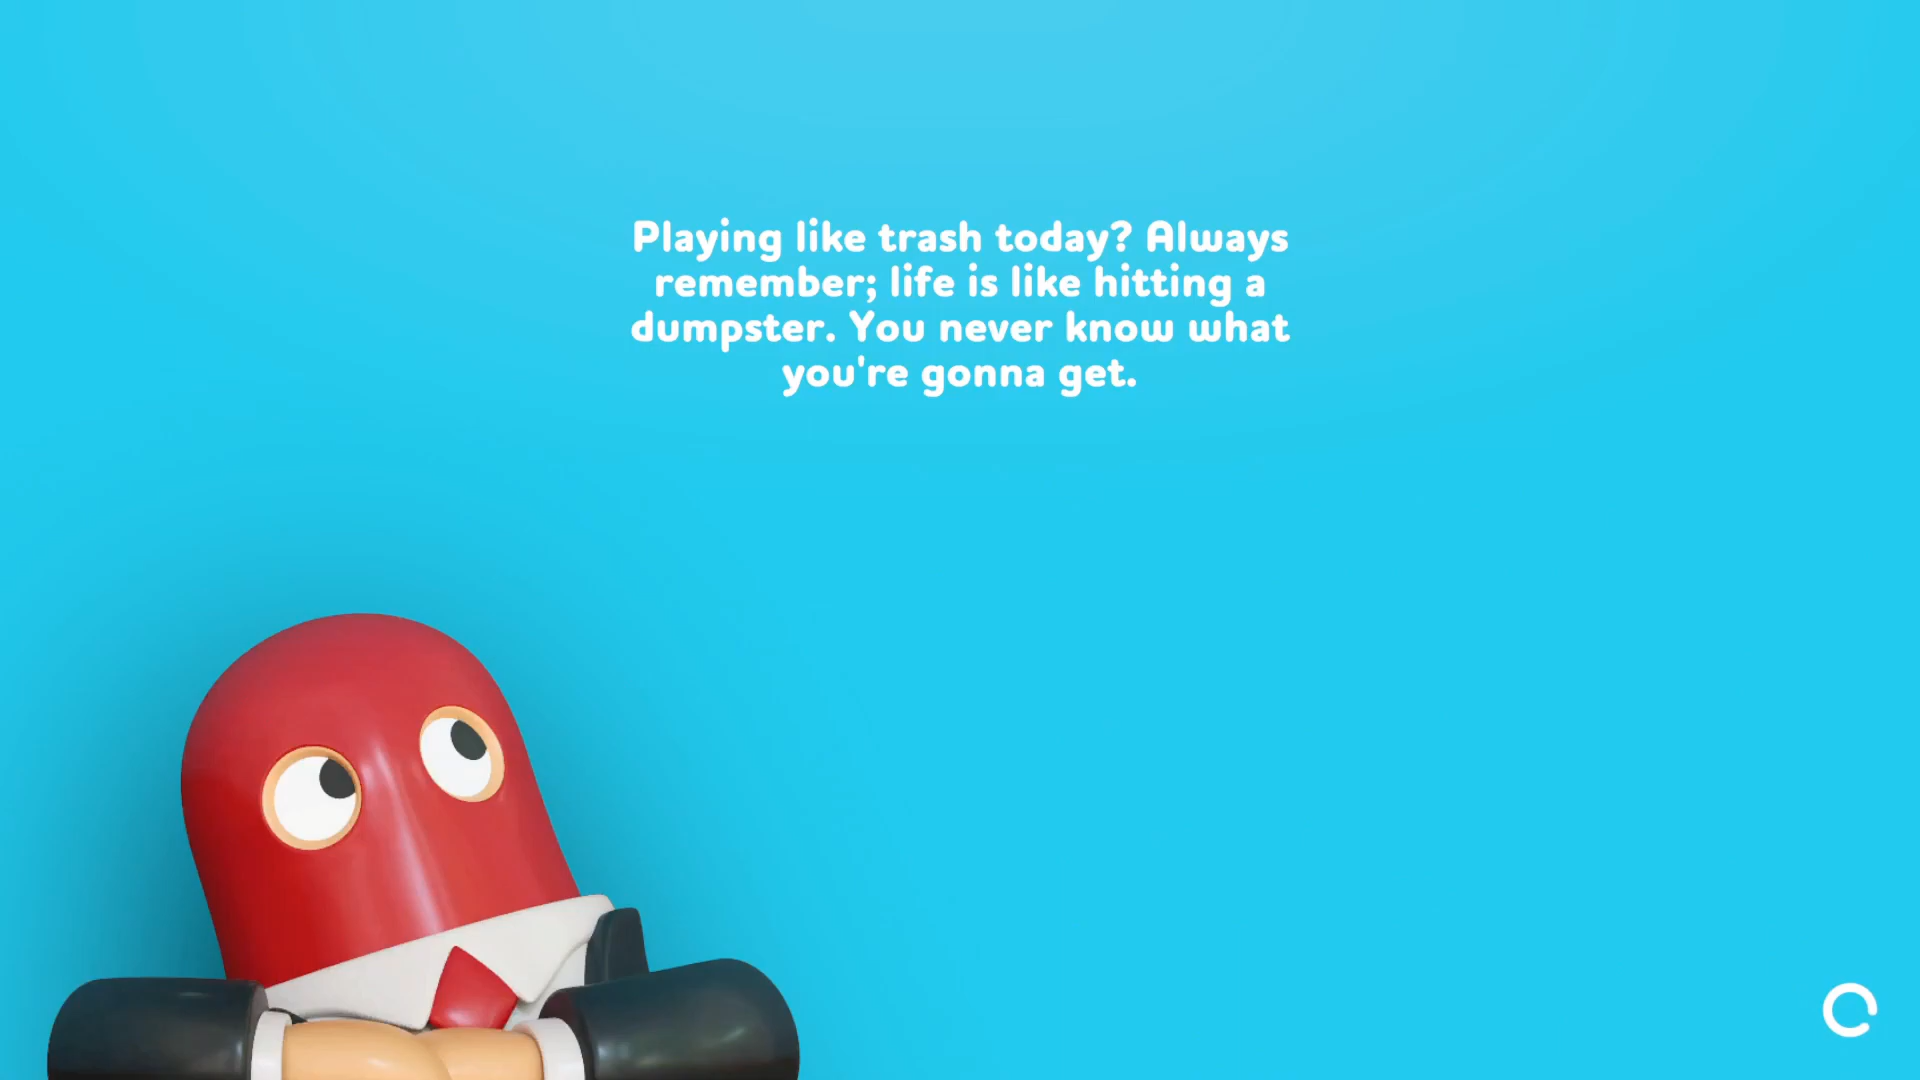 Playing like trash today? Always
remember; life is like hitting a
dumpster. You never know what
you're gonna get.